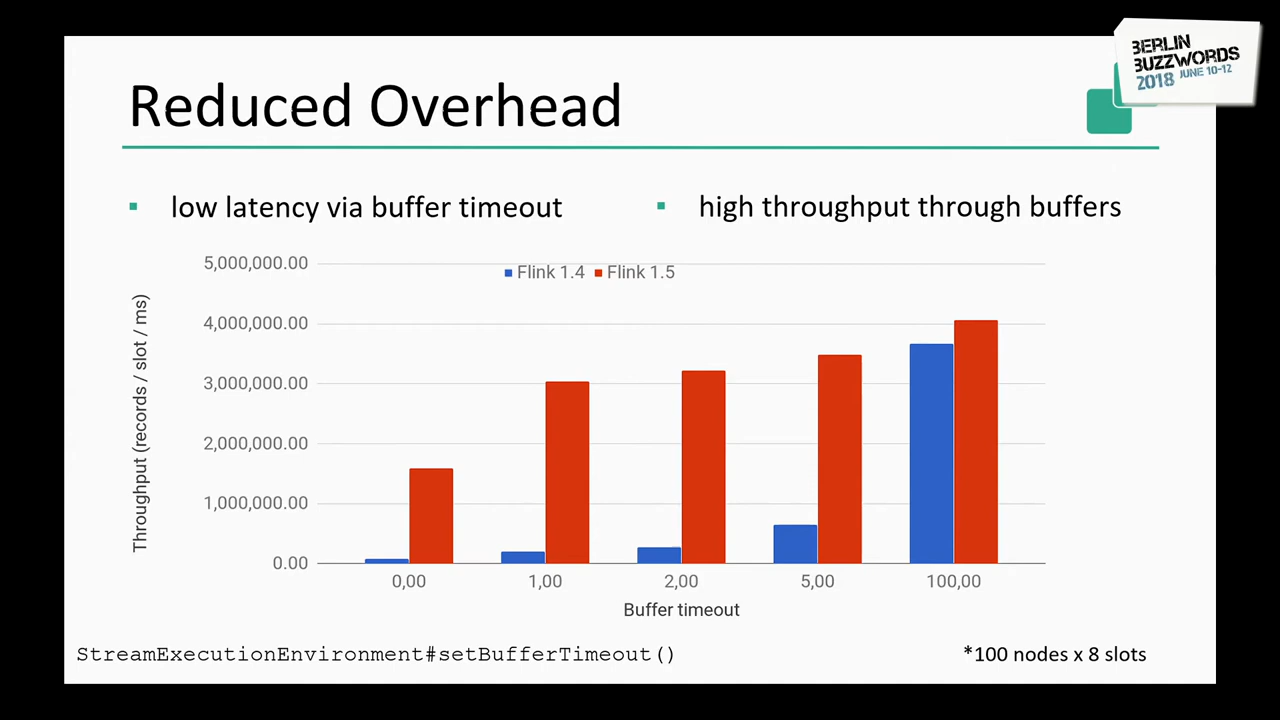 BERLIN
BUZZWORDS
2018 JUNE 10-12
Reduced Overhead
▪ low latency via buffer timeout
▪ high throughput through buffers
Flink 1.4 Flink 1.5
Throughput (records / slot / ms)
5,000,000.00
4,000,000.00
3,000,000.00
2,000,000.00
1,000,000.00
0.00
0,00 1,00 2,00 5,00 100,00
Buffer timeout
StreamExecutionEnvironment#setBufferTimeout()
*100 nodes x 8 slots